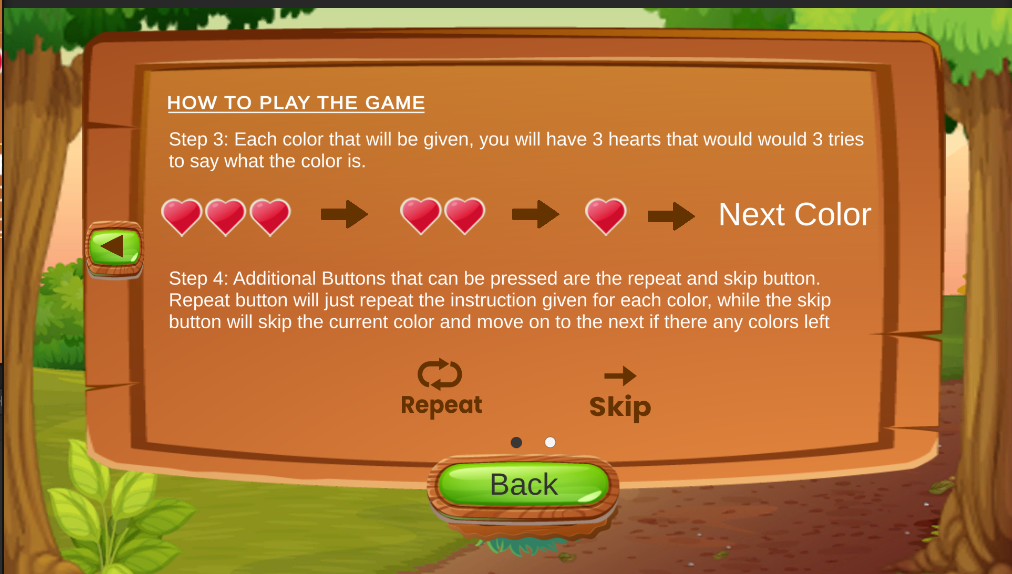 HOW TO PLAY THE GAME
Step 3: Each color that will be given, you will have 3 hearts that would would 3 tries
to say what the color is.
Next Color
Step 4: Additional Buttons that can be pressed are the repeat and skip button.
Repeat button will just repeat the instruction given for each color, while the skip
button will skip the current color and move on to the next if there any colors left
Repeat
Skip
Back